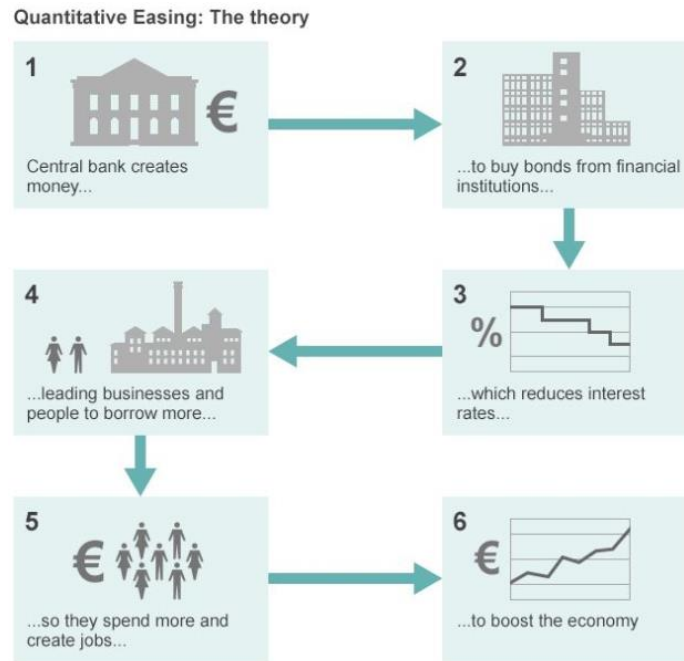 Quantitative Easing: The theory
1
€
Central bank creates
money...
2
...to buy bonds from financial
institutions...
3
%
...which reduces interest
rates...
4
...leading businesses and
people to borrow more...
5
€
...so they spend more and
create jobs...
6
€
...to boost the economy